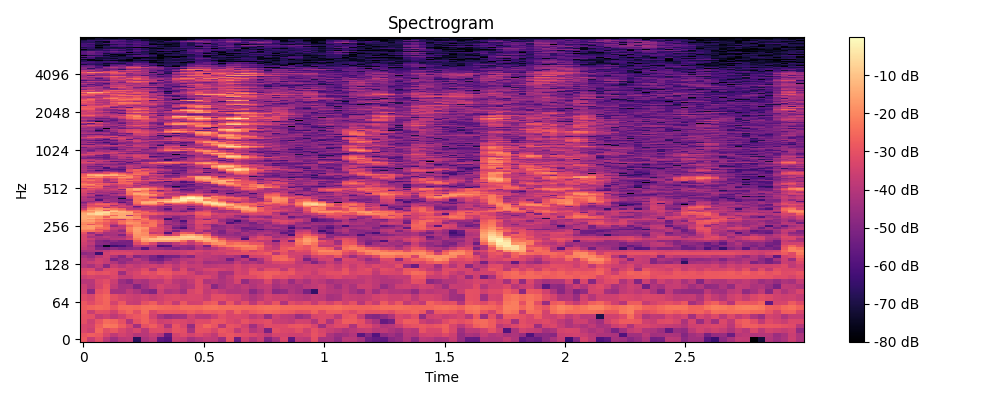 Spectrogram
4096
2048
1024
512
256
128
64
0
Hz
0
0.5
1
1.5
2
2.5
Time
-10 dB
-20 dB
-30 dB
-40 dB
-50 dB
-60 dB
-70 dB
-80 dB